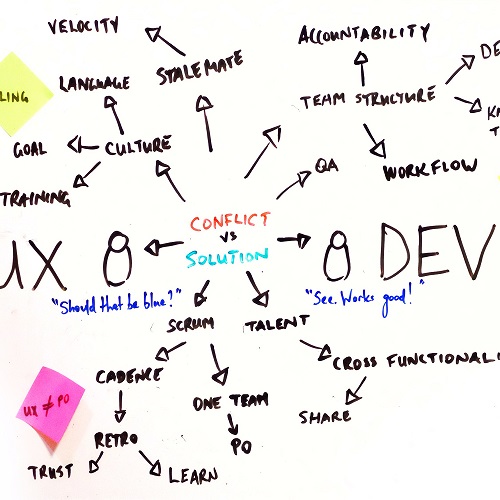 VELOCITY
ACCOUNTABILITY
STALEMATE
LANGUAGE
LING
TEAM STRUCTURE
DE
GOAL
CULTURE
QA
WORKFLOW
TRAINING
CONFLICT
VS
SOLUTION
UX
DEV
"Should that be blue?"
"See. Works good!"
SCRUM
TALENT
CADENCE
CROSS FUNCTIONALI
UX ≠ PO
ONE TEAM
SHARE
RETRO
PO
TRUST
LEARN